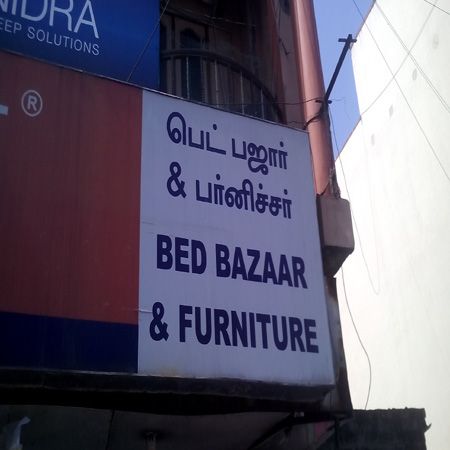 NIDRA
EEP SOLUTIONS
®
பெட் பஜார்
& பர்னிச்சர்
BED BAZAAR
& FURNITURE